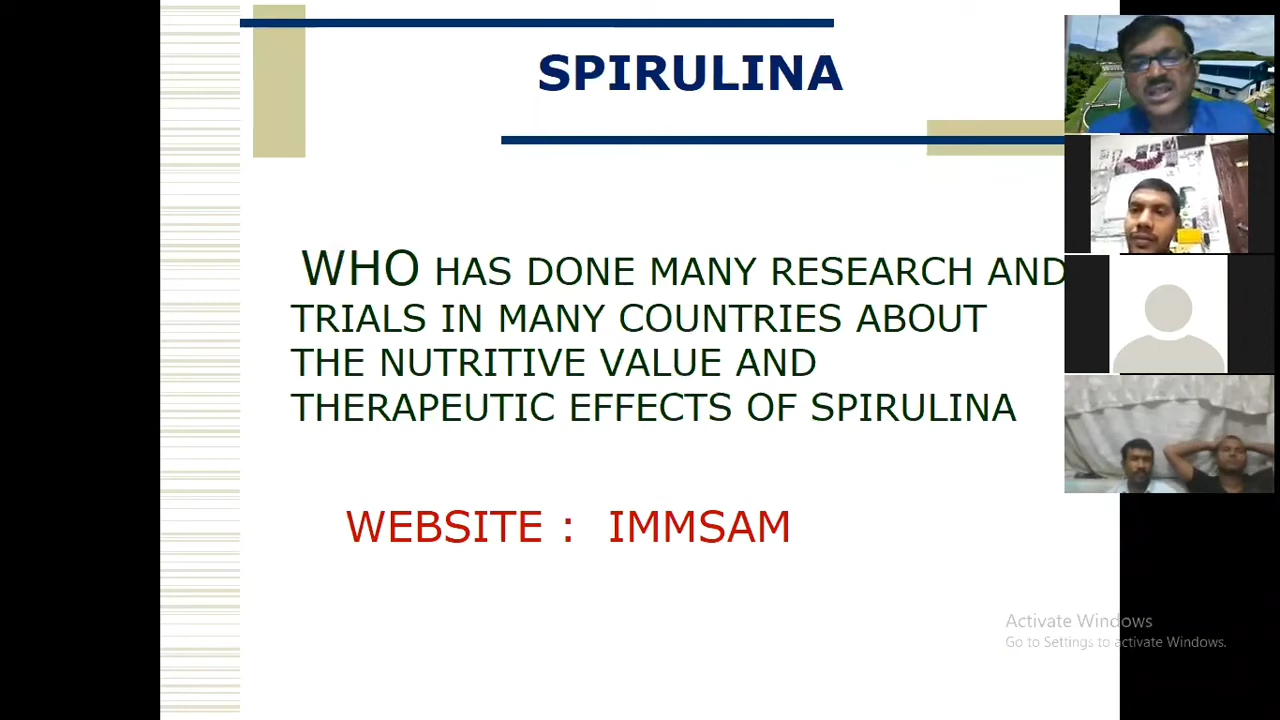 SPIRULINA
WHO HAS DONE MANY RESEARCH AND
TRIALS IN MANY COUNTRIES ABOUT
THE NUTRITIVE VALUE AND
THERAPEUTIC EFFECTS OF SPIRULINA
WEBSITE : IMMSAM
Activate Windows
Go to Settings to activate Windows.